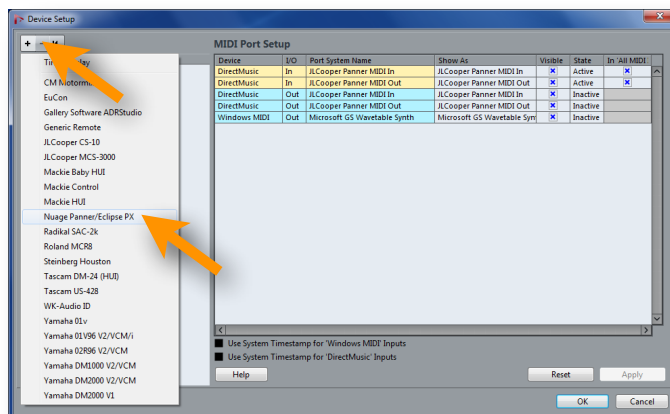 Device Setup
+ -
MIDI Port Setup
Device I/O Port System Name Show As Visible State In 'All MIDI
DirectMusic In JLCooper Panner MIDI In JLCooper Panner MIDI In Active
DirectMusic In JLCooper Panner MIDI Out JLCooper Panner MIDI Out Active
DirectMusic Out JLCooper Panner MIDI In JLCooper Panner MIDI In Inactive
DirectMusic Out JLCooper Panner MIDI Out JLCooper Panner MIDI Out Inactive
Windows MIDI Out Microsoft GS Wavetable Synth Microsoft GS Wavetable Syn Inactive
CM
EuCon
Gallery Software ADRStudio
Generic Remote
JLCooper CS-10
JLCooper MCS-3000
Mackie Baby HUI
Mackie Control
Mackie HUI
Nuage Panner/Eclipse PX
Radikal SAC-2k
Roland MCR8
Steinberg Houston
Tascam DM-24 (HUI)
Tascam US-428
WK-Audio ID
Yamaha 01v
Yamaha 01V96 V2/VCM/i
Yamaha 02R96 V2/VCM
Yamaha DM1000 V2/VCM
Yamaha DM2000 V2/VCM
Yamaha DM2000 V1
Use System Timestamp for 'Windows MIDI' Inputs
Use System Timestamp for 'DirectMusic' Inputs
Help Reset Apply
OK Cancel